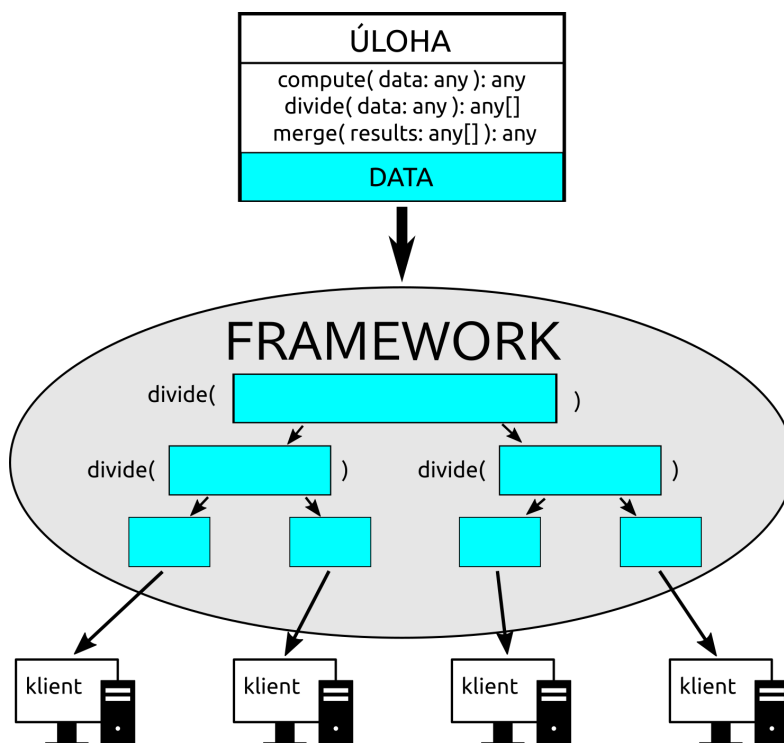 ÚLOHA
compute( data: any ): any
divide( data: any ): any[]
merge( results: any[] ): any
DATA
FRAMEWORK
divide( )
divide( ) divide( )
klient klient klient klient